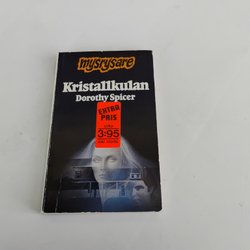 mysrysare
Kristallkulan
Dorothy Spicer
EXTRA
PRIS
3:95